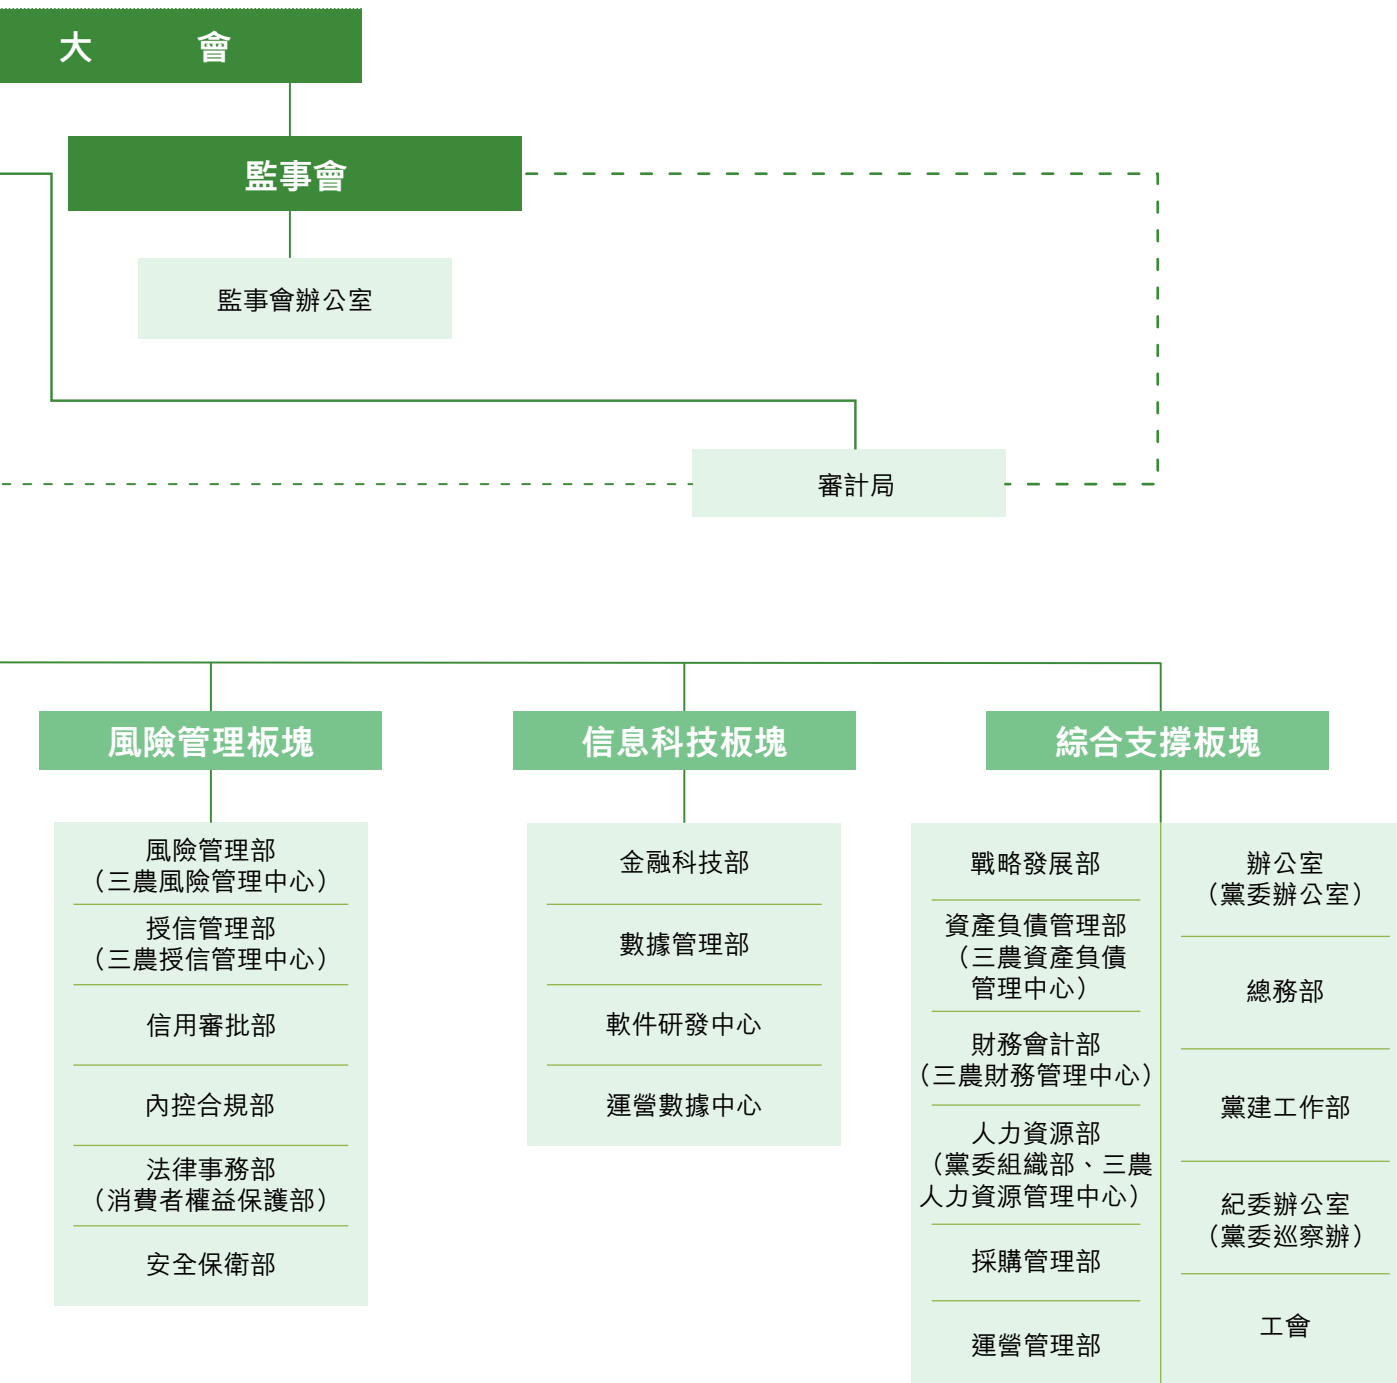 大會
監事會
監事會辦公室
審計局
風險管理板塊
風險管理部
（三農風險管理中心）
授信管理部
（三農授信管理中心）
信用審批部
內控合規部
法律事務部
（消費者權益保護部）
安全保衛部
信息科技板塊
金融科技部
數據管理部
軟件研發中心
運營數據中心
綜合支撐板塊
戰略發展部
資產負債管理部
（三農資產負債
管理中心）
財務會計部
（三農財務管理中心）
人力資源部
（黨委組織部、三農
人力資源管理中心）
採購管理部
運營管理部
辦公室
（黨委辦公室）
總務部
黨建工作部
紀委辦公室
（黨委巡察辦）
工會